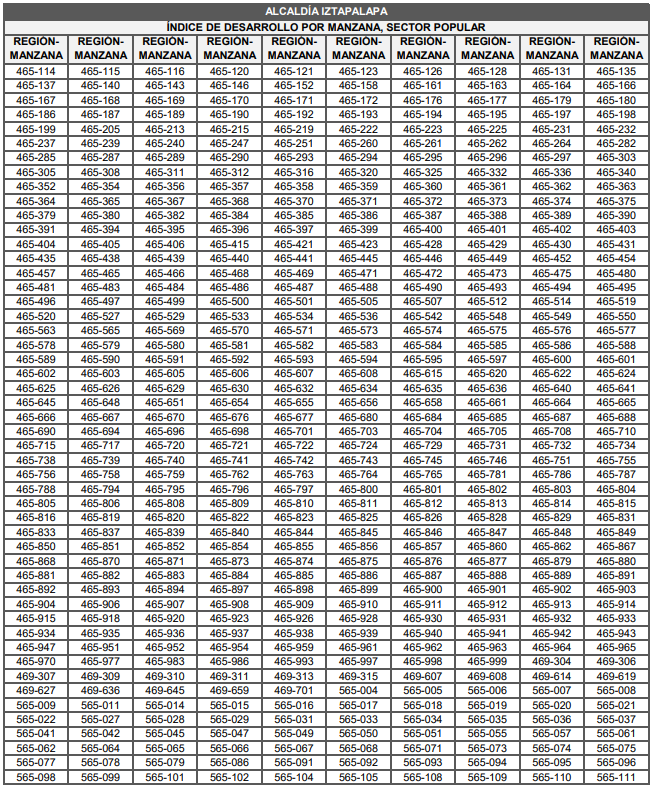 ALCALDÍA IZTAPALAPA
ÍNDICE DE DESARROLLO POR MANZANA, SECTOR POPULAR
REGIÓN- REGIÓN- REGIÓN- REGIÓN- REGIÓN- REGIÓN- REGIÓN- REGIÓN- REGIÓN- REGIÓN-
MANZANA MANZANA MANZANA MANZANA MANZANA MANZANA MANZANA MANZANA MANZANA MANZANA
465-114 465-115 465-116 465-120 465-121 465-123 465-126 465-128 465-131 465-135
465-137 465-140 465-143 465-146 465-152 465-158 465-161 465-163 465-164 465-166
465-167 465-168 465-169 465-170 465-171 465-172 465-176 465-177 465-179 465-180
465-186 465-187 465-189 465-190 465-192 465-193 465-194 465-195 465-197 465-198
465-199 465-205 465-213 465-215 465-219 465-222 465-223 465-225 465-231 465-232
465-237 465-239 465-240 465-247 465-251 465-260 465-261 465-262 465-264 465-282
465-285 465-287 465-289 465-290 465-293 465-294 465-295 465-296 465-297 465-303
465-305 465-308 465-311 465-312 465-316 465-320 465-325 465-332 465-336 465-340
465-352 465-354 465-356 465-357 465-358 465-359 465-360 465-361 465-362 465-363
465-364 465-365 465-367 465-368 465-370 465-371 465-372 465-373 465-374 465-375
465-379 465-380 465-382 465-384 465-385 465-386 465-387 465-388 465-389 465-390
465-391 465-394 465-395 465-396 465-397 465-399 465-400 465-401 465-402 465-403
465-404 465-405 465-406 465-415 465-421 465-423 465-428 465-429 465-430 465-431
465-435 465-438 465-439 465-440 465-441 465-445 465-446 465-449 465-452 465-454
465-457 465-465 465-466 465-468 465-469 465-471 465-472 465-473 465-475 465-480
465-481 465-483 465-484 465-486 465-487 465-488 465-490 465-493 465-494 465-495
465-496 465-497 465-499 465-500 465-501 465-505 465-507 465-512 465-514 465-519
465-520 465-527 465-529 465-533 465-534 465-536 465-542 465-548 465-549 465-550
465-563 465-565 465-569 465-570 465-571 465-573 465-574 465-575 465-576 465-577
465-578 465-579 465-580 465-581 465-582 465-583 465-584 465-585 465-586 465-588
465-589 465-590 465-591 465-592 465-593 465-594 465-595 465-597 465-600 465-601
465-602 465-603 465-605 465-606 465-607 465-608 465-615 465-620 465-622 465-624
465-625 465-626 465-629 465-630 465-632 465-634 465-635 465-636 465-640 465-641
465-645 465-648 465-651 465-654 465-655 465-656 465-658 465-661 465-664 465-665
465-666 465-667 465-670 465-676 465-677 465-680 465-684 465-685 465-687 465-688
465-690 465-694 465-696 465-698 465-701 465-703 465-704 465-705 465-708 465-710
465-715 465-717 465-720 465-721 465-722 465-724 465-729 465-731 465-732 465-734
465-738 465-739 465-740 465-741 465-742 465-743 465-745 465-746 465-751 465-755
465-756 465-758 465-759 465-762 465-763 465-764 465-765 465-781 465-786 465-787
465-788 465-794 465-795 465-796 465-797 465-800 465-801 465-802 465-803 465-804
465-805 465-806 465-808 465-809 465-810 465-811 465-812 465-813 465-814 465-815
465-816 465-819 465-820 465-822 465-823 465-825 465-826 465-828 465-829 465-831
465-833 465-837 465-839 465-840 465-844 465-845 465-846 465-847 465-848 465-849
465-850 465-851 465-852 465-854 465-855 465-856 465-857 465-860 465-862 465-867
465-868 465-870 465-871 465-873 465-874 465-875 465-876 465-877 465-879 465-880
465-881 465-882 465-883 465-884 465-885 465-886 465-887 465-888 465-889 465-891
465-892 465-893 465-894 465-897 465-898 465-899 465-900 465-901 465-902 465-903
465-904 465-906 465-907 465-908 465-909 465-910 465-911 465-912 465-913 465-914
465-915 465-918 465-920 465-923 465-926 465-928 465-930 465-931 465-932 465-933
465-934 465-935 465-936 465-937 465-938 465-939 465-940 465-941 465-942 465-943
465-947 465-951 465-952 465-954 465-959 465-961 465-962 465-963 465-964 465-965
465-970 465-977 465-983 465-986 465-993 465-997 465-998 465-999 469-304 469-306
469-307 469-309 469-310 469-311 469-313 469-315 469-607 469-608 469-614 469-619
469-627 469-636 469-645 469-659 469-701 565-004 565-005 565-006 565-007 565-008
565-009 565-011 565-014 565-015 565-016 565-017 565-018 565-019 565-020 565-021
565-022 565-027 565-028 565-029 565-031 565-033 565-034 565-035 565-036 565-037
565-041 565-042 565-045 565-047 565-049 565-050 565-051 565-055 565-057 565-061
565-062 565-064 565-065 565-066 565-067 565-068 565-071 565-073 565-074 565-075
565-077 565-078 565-079 565-086 565-091 565-092 565-093 565-094 565-095 565-096
565-098 565-099 565-101 565-102 565-104 565-105 565-108 565-109 565-110 565-111